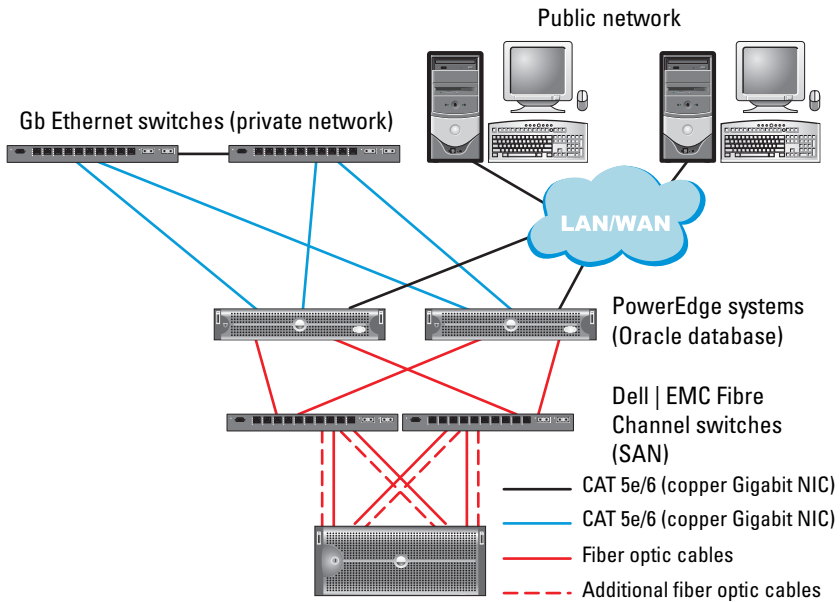 Public network
Gb Ethernet switches (private network)
LAN/WAN
PowerEdge systems
(Oracle database)
Dell | EMC Fibre
Channel switches
(SAN)
CAT 5e/6 (copper Gigabit NIC)
CAT 5e/6 (copper Gigabit NIC)
Fiber optic cables
Additional fiber optic cables